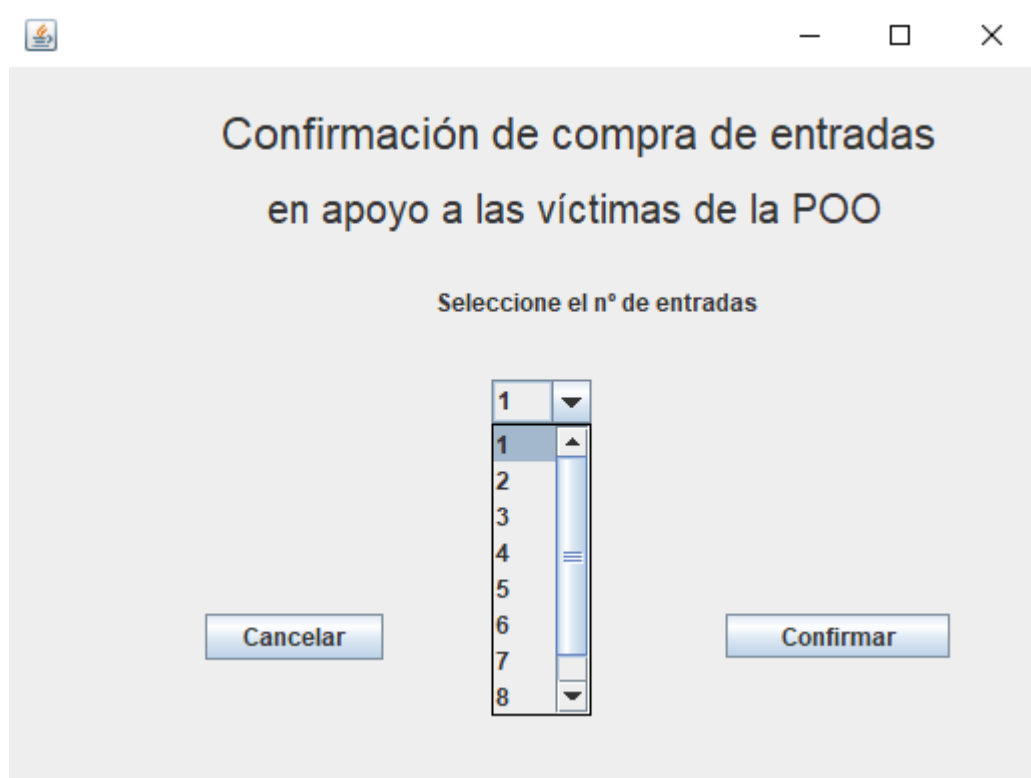 Confirmación de compra de entradas
en apoyo a las víctimas de la POO
Seleccione el nº de entradas
1
1
2
3
4
5
6
7
8
Cancelar
Confirmar